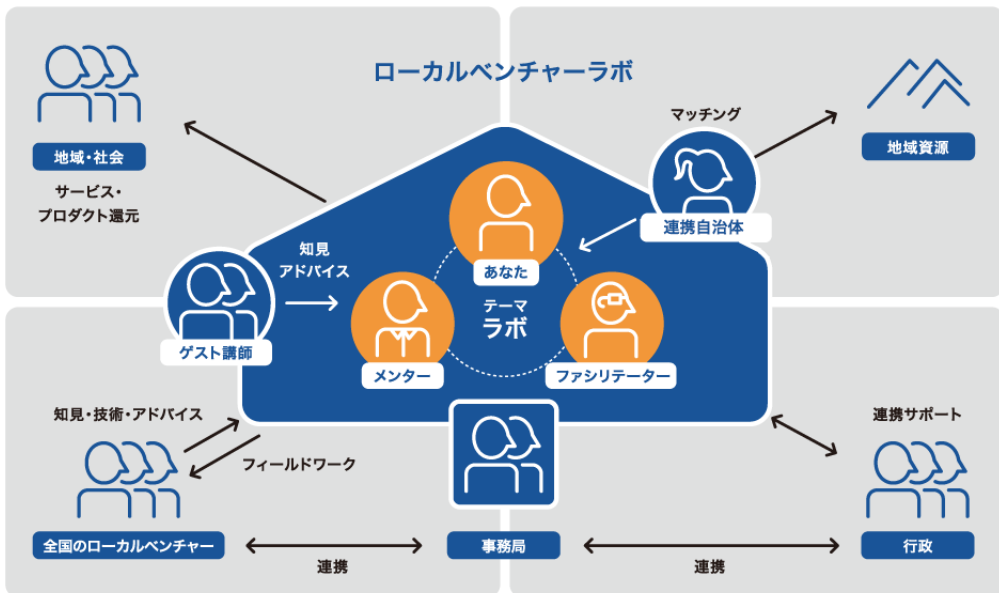 ローカルベンチャーラボ
地域・社会
サービス・
プロダクト還元
マッチング
連携自治体
地域資源
知見
アドバイス
ゲスト講師
あなた
テーマ
ラボ
メンター
ファシリテーター
知見・技術・アドバイス
フィールドワーク
全国のローカルベンチャー
連携
事務局
連携
連携サポート
行政